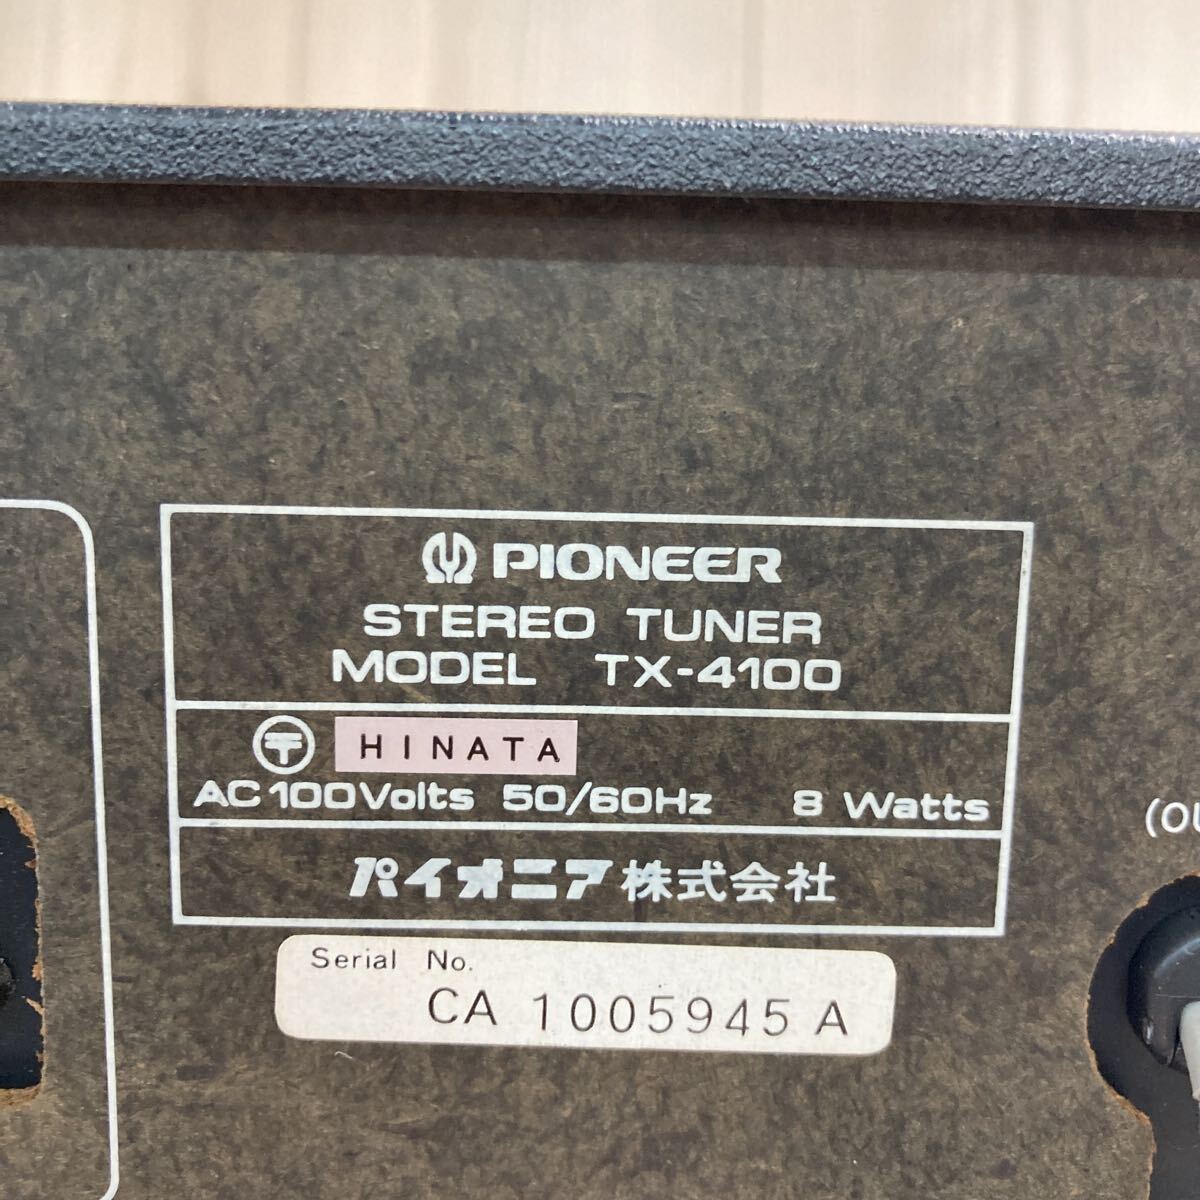 PIONEER
STEREO TUNER
MODEL TX-4100
〒 HINATA
AC 100Volts 50/60Hz 8 Watts
パイオニア株式会社
Serial No.
CA 1005945 A
(OU